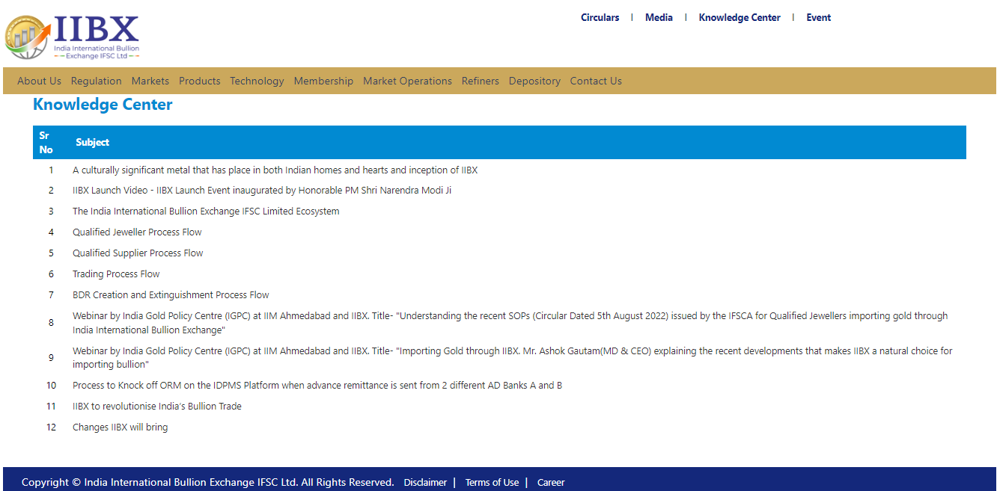 IIBX
India International Bullion
Exchange IFSC Ltd
Circulars | Media | Knowledge Center | Event
About Us Regulation Markets Products Technology Membership Market Operations Refiners Depository Contact Us
Knowledge Center
Sr No Subject
1 A culturally significant metal that has place in both Indian homes and hearts and inception of IIBX
2 IIBX Launch Video - IIBX Launch Event inaugurated by Honorable PM Shri Narendra Modi Ji
3 The India International Bullion Exchange IFSC Limited Ecosystem
4 Qualified Jeweller Process Flow
5 Qualified Supplier Process Flow
6 Trading Process Flow
7 BDR Creation and Extinguishment Process Flow
8 Webinar by India Gold Policy Centre (IGPC) at IIM Ahmedabad and IIBX. Title- "Understanding the recent SOPs (Circular Dated 5th August 2022) issued by the IFSCA for Qualified Jewellers importing gold through
India International Bullion Exchange"
9 Webinar by India Gold Policy Centre (IGPC) at IIM Ahmedabad and IIBX. Title- "Importing Gold through IIBX. Mr. Ashok Gautam(MD & CEO) explaining the recent developments that makes IIBX a natural choice for
importing bullion"
10 Process to Knock off ORM on the IDPMS Platform when advance remittance is sent from 2 different AD Banks A and B
11 IIBX to revolutionise India's Bullion Trade
12 Changes IIBX will bring
Copyright © India International Bullion Exchange IFSC Ltd. All Rights Reserved. Disclaimer | Terms of Use | Career